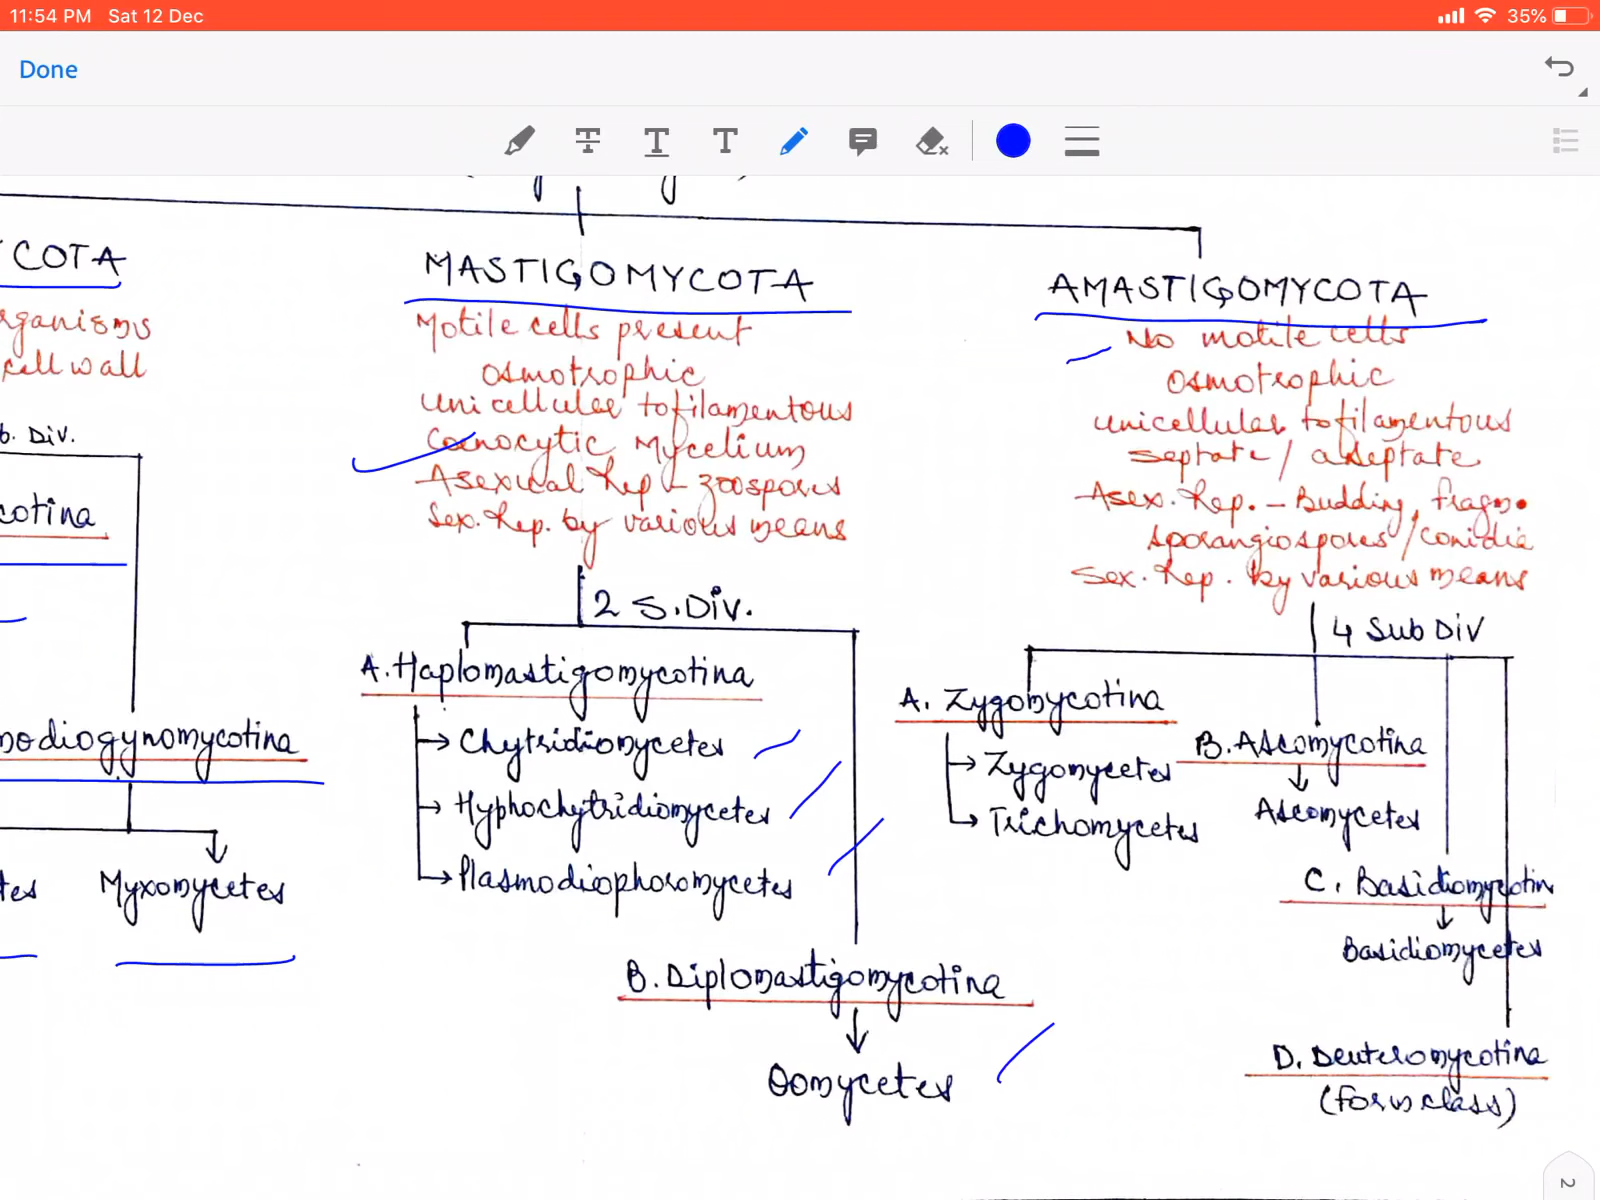 11:54 PM Sat 12 Dec
35%
Done
COTA
rganisms
cell wall
b. Div.
cotina
modiogynomycotina
tes
Myxomycetes
MASTIGOMYCOTA
Motile cells present
osmotrophic
unicellular to filamentous
Coenocytic Mycelium
Asexual Rep - zoospores
Sex. Rep. by various means
2 S.Div.
A. Haplomastigomycotina
→ Chytridiomycetes
→ Hyphochytridiomycetes
→ Plasmodiophoromycetes
B. Diplomastigomycotina
Oomycetes
AMASTIGOMYCOTA
No motile cells
osmotrophic
unicellular to filamentous
septate / aseptate
Asex. Rep. - Budding, fragm.
sporangiospores / conidia
Sex. Rep. by various means
4 Sub Div
A. Zygomycotina
→ Zygomycetes
→ Trichomycetes
B. Ascomycotina
Ascomycetes
C. Basidiomycotin
Basidiomycetes
D. Deuteromycotina
(form class)
2